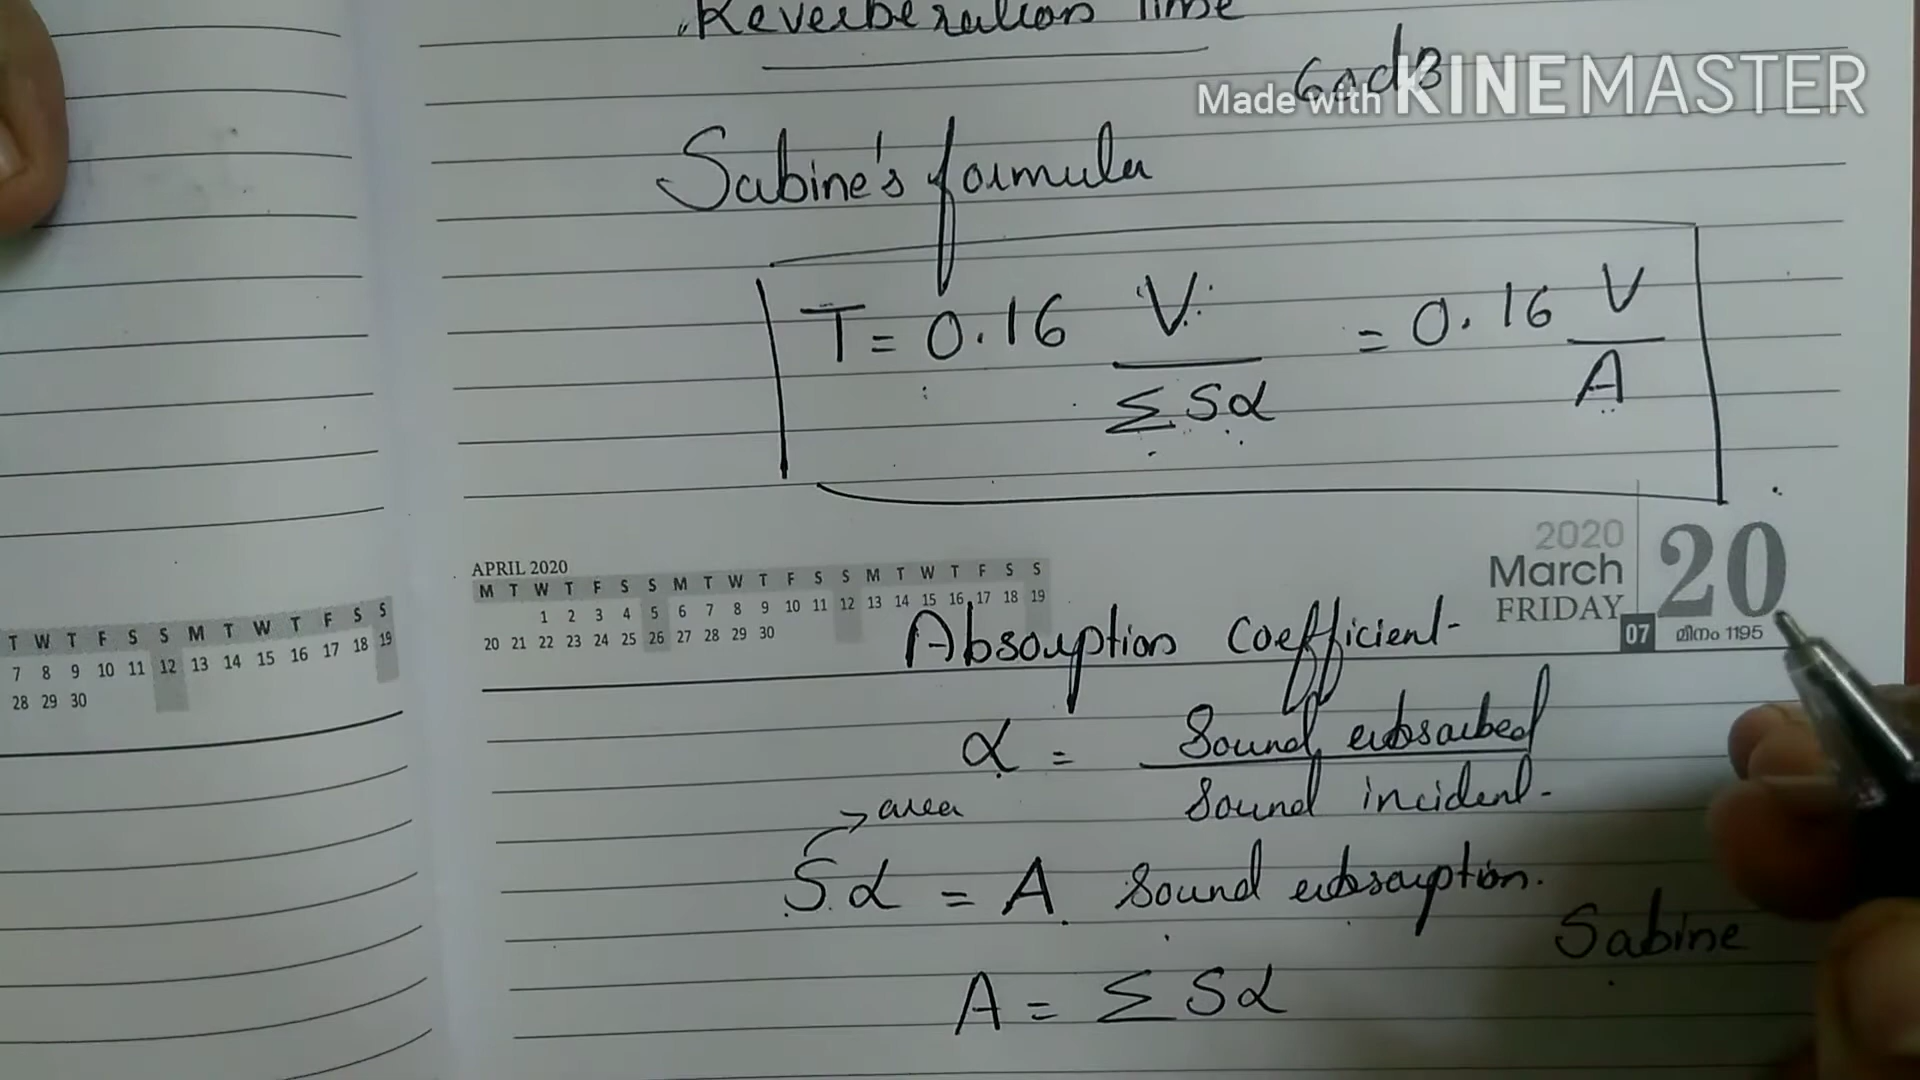 Reverberation Time
60dB
Made with KINEMASTER
Sabine's formula
T = 0.16 V / ΣSα = 0.16 V / A
2020
March
FRIDAY
20
07 മീനം 1195
APRIL 2020
M T W T F S S M T W T F S S M T W T F S S
1 2 3 4 5 6 7 8 9 10 11 12 13 14 15 16 17 18 19
20 21 22 23 24 25 26 27 28 29 30
T W T F S S M T W T F S S
7 8 9 10 11 12 13 14 15 16 17 18 19
28 29 30
Absorption Coefficient-
α = Sound absorbed / Sound incident-
→ area
Sα = A Sound absorption.
Sabine
A = ΣSα